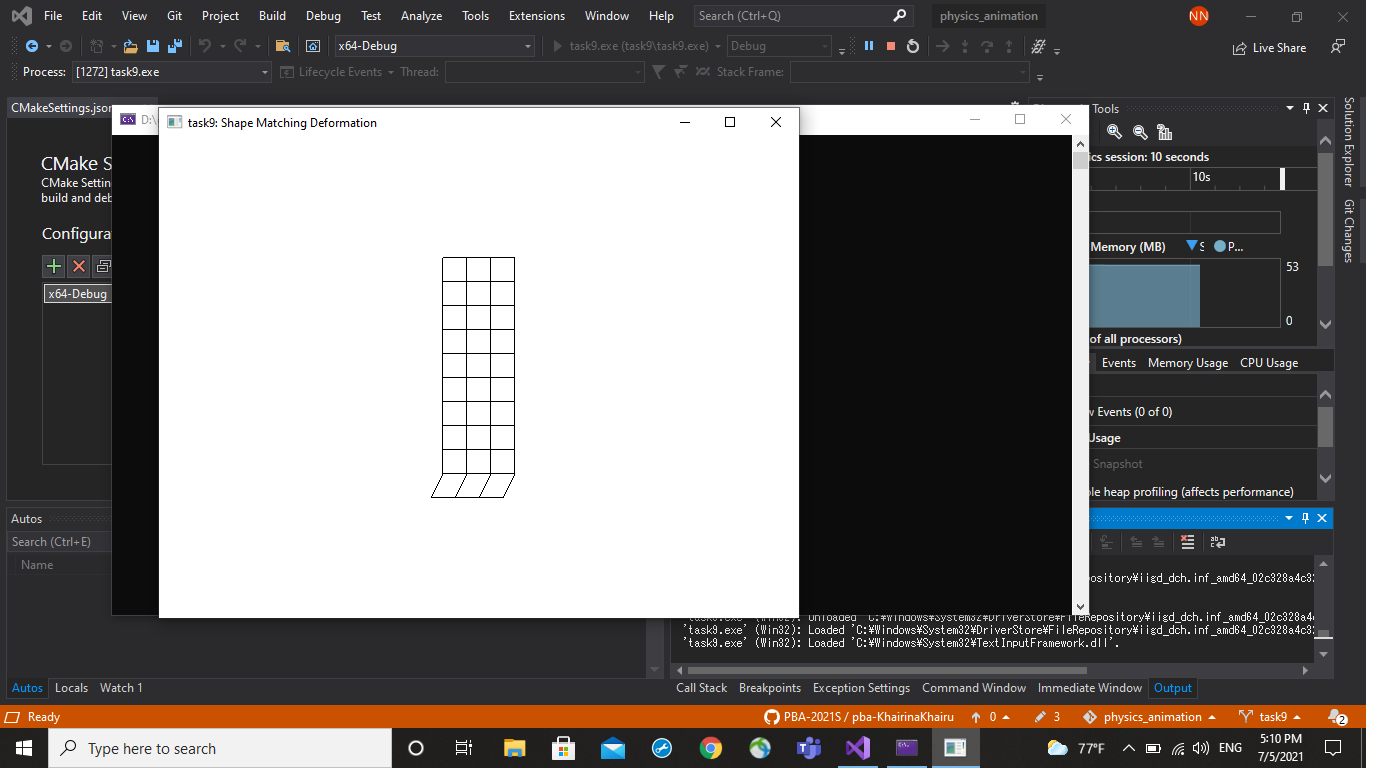 File Edit View Git Project Build Debug Test Analyze Tools Extensions Window Help Search (Ctrl+Q) physics_animation NN
x64-Debug task9.exe (task9\task9.exe) Debug Live Share
Process: [1272] task9.exe Lifecycle Events Thread: Stack Frame:
CMakeSettings.json
D:\
task9: Shape Matching Deformation
Tools
Solution Explorer
Git Changes
CMake S
CMake Settin
build and deb
Configura
x64-Debug
ics session: 10 seconds
10s
Memory (MB) S P...
53
0
of all processors)
Events Memory Usage CPU Usage
w Events (0 of 0)
Usage
Snapshot
ble heap profiling (affects performance)
Autos
Search (Ctrl+E)
Name
ository¥iigd_dch.inf_amd64_02c328a4c3
'task9.exe' (Win32): Unloaded 'C:¥Windows¥System32¥DriverStore¥FileRepository¥iigd_dch.inf_amd64_02c328a4c3
'task9.exe' (Win32): Loaded 'C:¥Windows¥System32¥DriverStore¥FileRepository¥iigd_dch.inf_amd64_02c328a4c3
'task9.exe' (Win32): Loaded 'C:¥Windows¥System32¥TextInputFramework.dll'.
Autos Locals Watch 1
Call Stack Breakpoints Exception Settings Command Window Immediate Window Output
Ready PBA-2021S / pba-KhairinaKhairu 0 3 physics_animation task9 2
Type here to search 77°F ENG 5:10 PM
7/5/2021